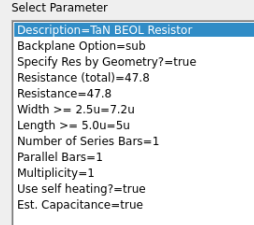 Select Parameter
Description=TaN BEOL Resistor
Backplane Option=sub
Specify Res by Geometry?=true
Resistance (total)=47.8
Resistance=47.8
Width >= 2.5u=7.2u
Length >= 5.0u=5u
Number of Series Bars=1
Parallel Bars=1
Multiplicity=1
Use self heating?=true
Est. Capacitance=true